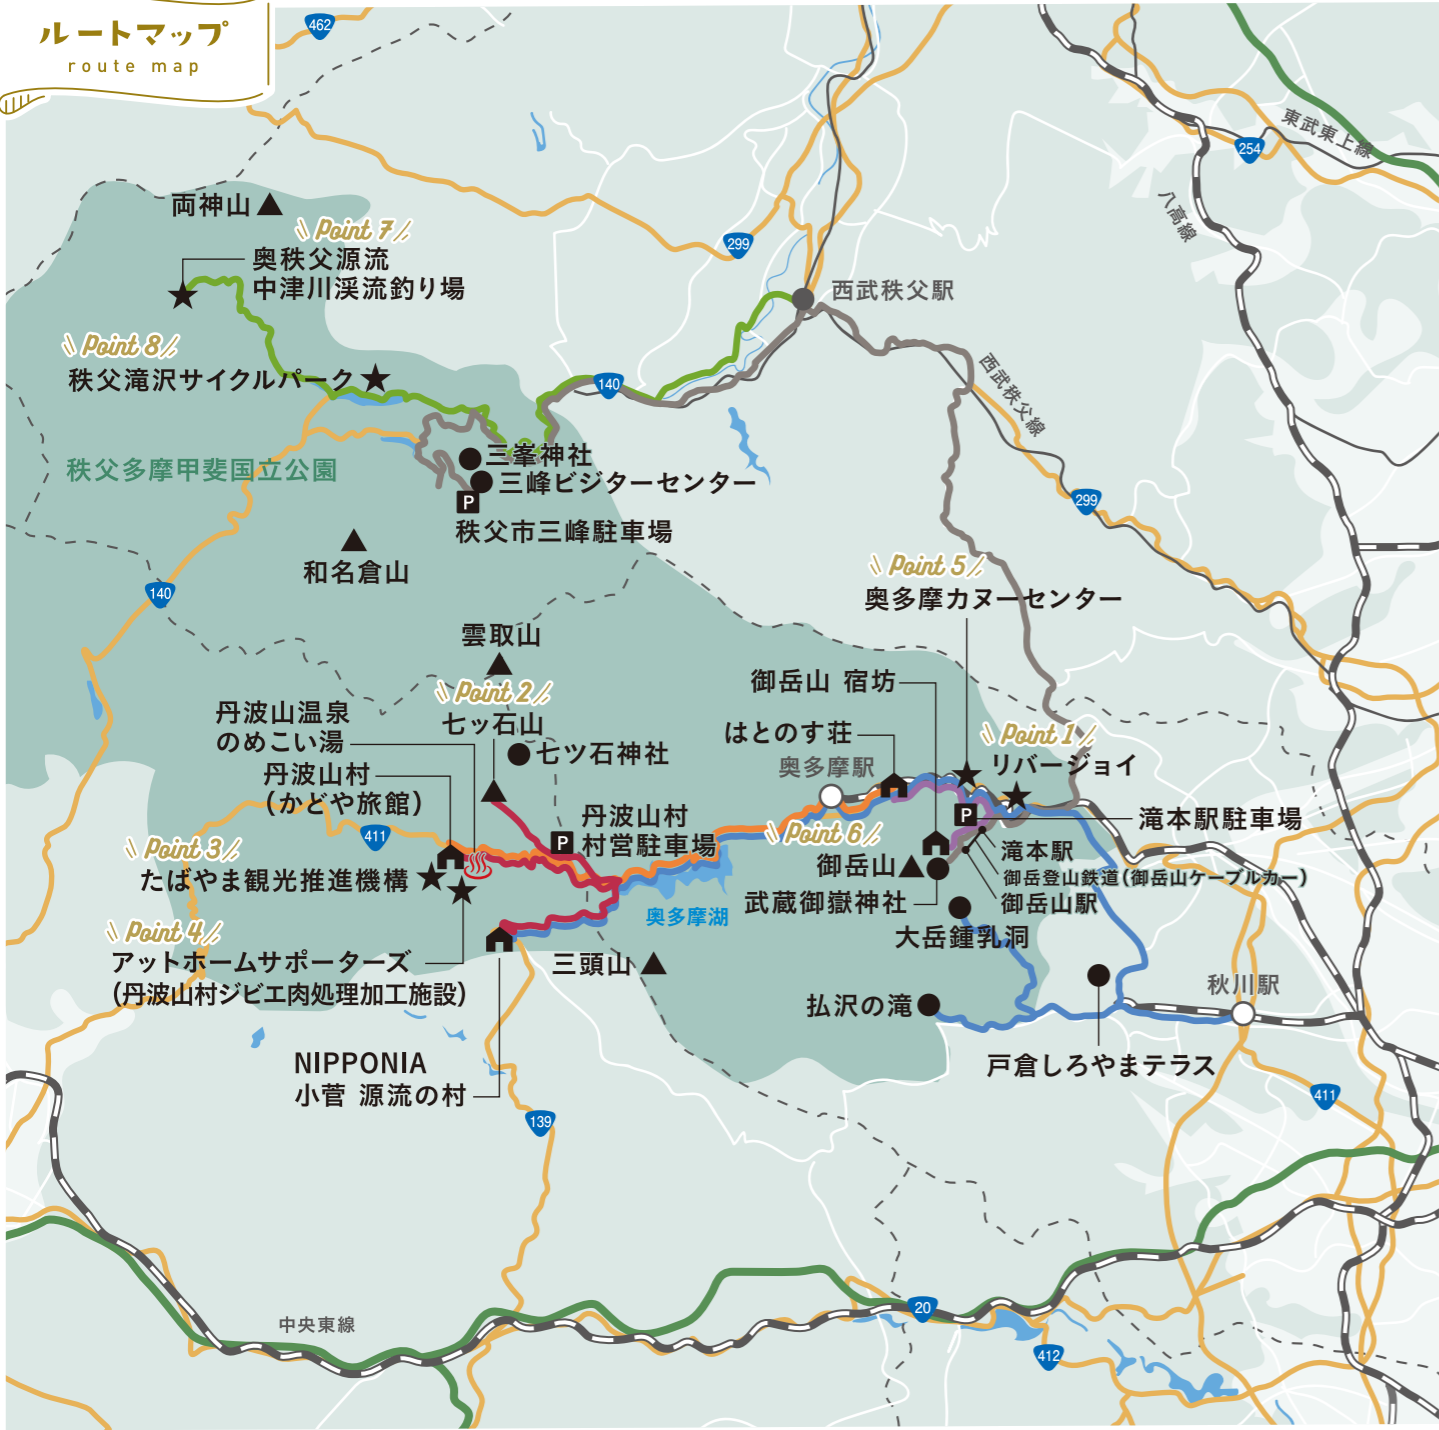 ルートマップ
route map
462
254
東武東上線
八高線
両神山
Point 7
奥秩父源流
中津川渓流釣り場
299
西武秩父駅
Point 8
秩父滝沢サイクルパーク
140
西武秩父線
三峯神社
秩父多摩甲斐国立公園
三峰ビジターセンター
P
秩父市三峰駐車場
299
和名倉山
140
Point 5
奥多摩カヌーセンター
雲取山
Point 2
七ッ石山
七ツ石神社
丹波山温泉
のめこい湯
丹波山村
(かどや旅館)
御岳山 宿坊
はとのす荘
奥多摩駅
Point 1
リバージョイ
411
P
丹波山村
村営駐車場
P
滝本駅駐車場
Point 3
たばやま観光推進機構
Point 6
御岳山
滝本駅
御岳登山鉄道(御岳山ケーブルカー)
御岳山駅
武蔵御嶽神社
奥多摩湖
大岳鍾乳洞
Point 4
アットホームサポーターズ
(丹波山村ジビエ肉処理加工施設)
三頭山
払沢の滝
秋川駅
戸倉しろやまテラス
NIPPONIA
小菅 源流の村
139
411
中央東線
20
412